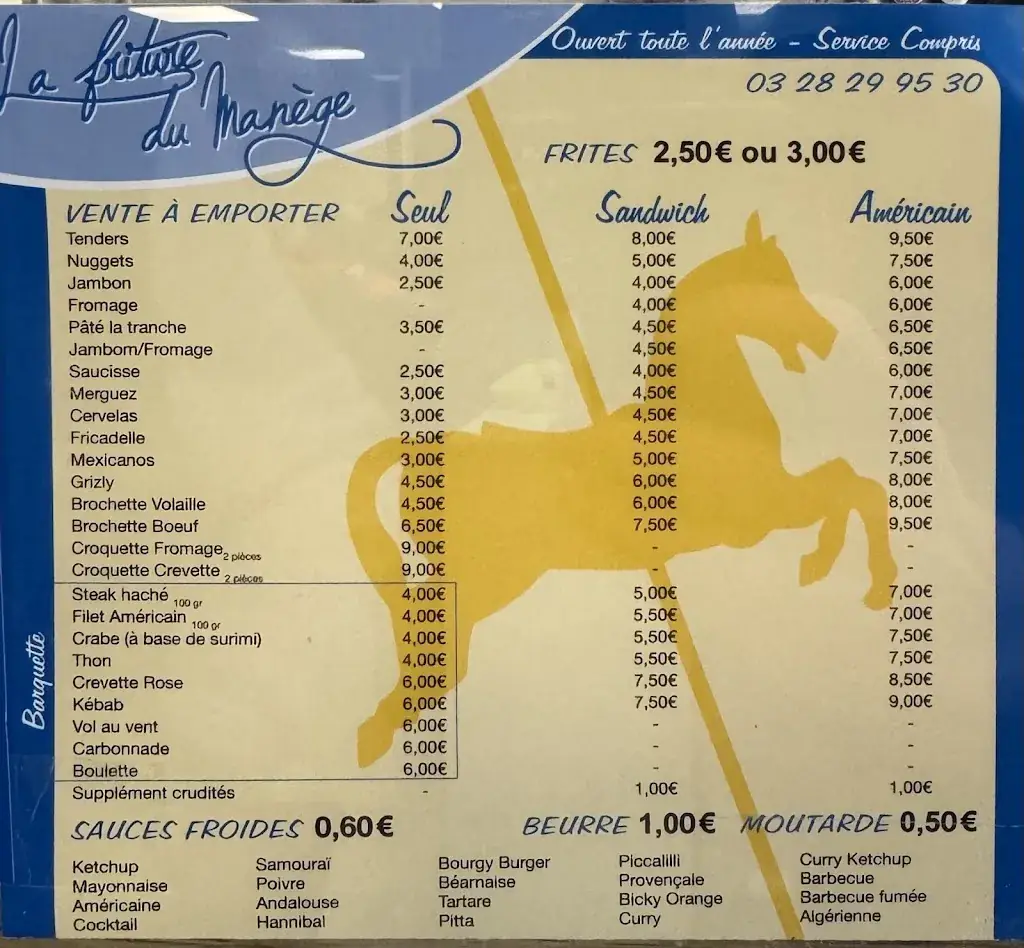 La friture
du Manège
Ouvert toute l'année - Service Compris
03 28 29 95 30
FRITES 2,50€ ou 3,00€
VENTE À EMPORTER Seul Sandwich Américain
Tenders 7,00€ 8,00€ 9,50€
Nuggets 4,00€ 5,00€ 7,50€
Jambon 2,50€ 4,00€ 6,00€
Fromage - 4,00€ 6,00€
Pâté la tranche 3,50€ 4,50€ 6,50€
Jambom/Fromage - 4,50€ 6,50€
Saucisse 2,50€ 4,00€ 6,00€
Merguez 3,00€ 4,50€ 7,00€
Cervelas 3,00€ 4,50€ 7,00€
Fricadelle 2,50€ 4,50€ 7,00€
Mexicanos 3,00€ 5,00€ 7,50€
Grizly 4,50€ 6,00€ 8,00€
Brochette Volaille 4,50€ 6,00€ 8,00€
Brochette Boeuf 6,50€ 7,50€ 9,50€
Croquette Fromage 2 pièces 9,00€ - -
Croquette Crevette 2 pièces 9,00€ - -
Barquette
Steak haché 100 gr 4,00€ 5,00€ 7,00€
Filet Américain 100 gr 4,00€ 5,50€ 7,00€
Crabe (à base de surimi) 4,00€ 5,50€ 7,50€
Thon 4,00€ 5,50€ 7,50€
Crevette Rose 6,00€ 7,50€ 8,50€
Kébab 6,00€ 7,50€ 9,00€
Vol au vent 6,00€ - -
Carbonnade 6,00€ - -
Boulette 6,00€ - -
Supplément crudités - 1,00€ 1,00€
SAUCES FROIDES 0,60€ BEURRE 1,00€ MOUTARDE 0,50€
Ketchup Samouraï Bourgy Burger Piccalilli Curry Ketchup
Mayonnaise Poivre Béarnaise Provençale Barbecue
Américaine Andalouse Tartare Bicky Orange Barbecue fumée
Cocktail Hannibal Pitta Curry Algérienne